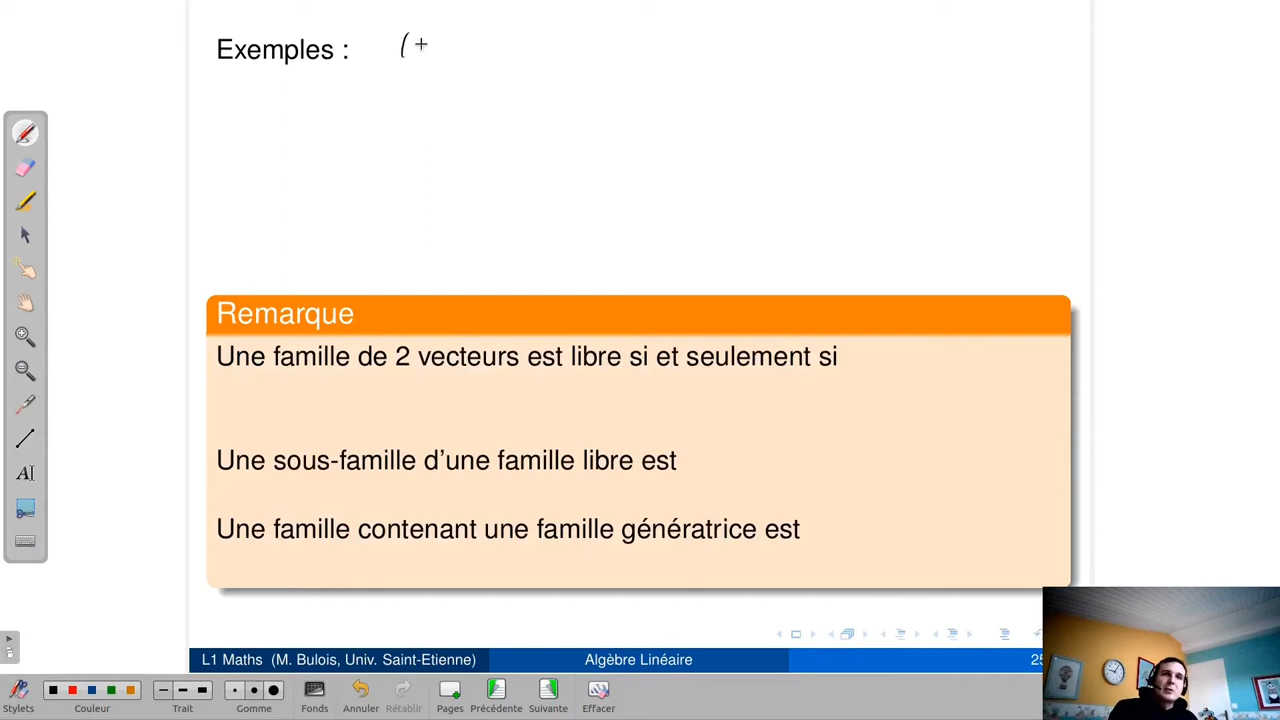 Exemples : (
Remarque
Une famille de 2 vecteurs est libre si et seulement si
Une sous-famille d'une famille libre est
Une famille contenant une famille génératrice est
L1 Maths (M. Bulois, Univ. Saint-Etienne) Algèbre Linéaire 25
Stylets Couleur Trait Gomme Fonds Annuler Rétablir Pages Précédente Suivante Effacer